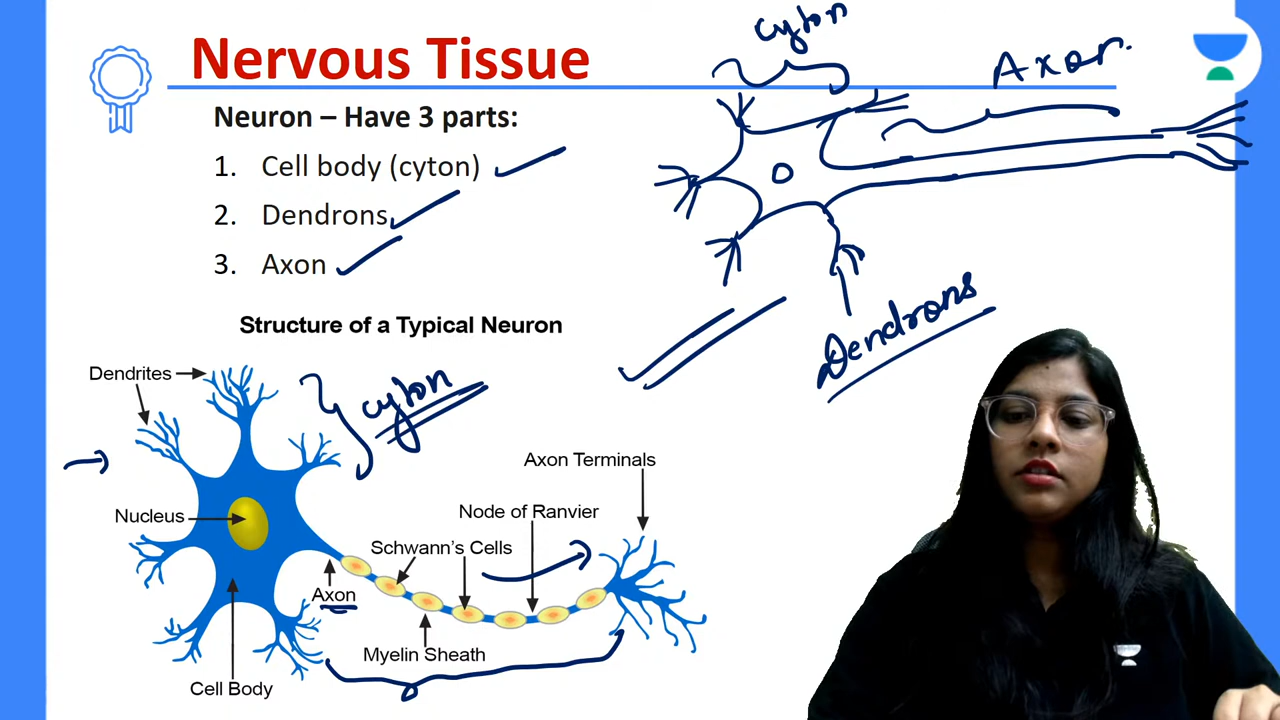 Nervous Tissue
Neuron – Have 3 parts:
1. Cell body (cyton)
2. Dendrons
3. Axon
cyton
Axon
Dendrons
Structure of a Typical Neuron
Dendrites
cyton
Axon Terminals
Nucleus
Node of Ranvier
Schwann's Cells
Axon
Myelin Sheath
Cell Body